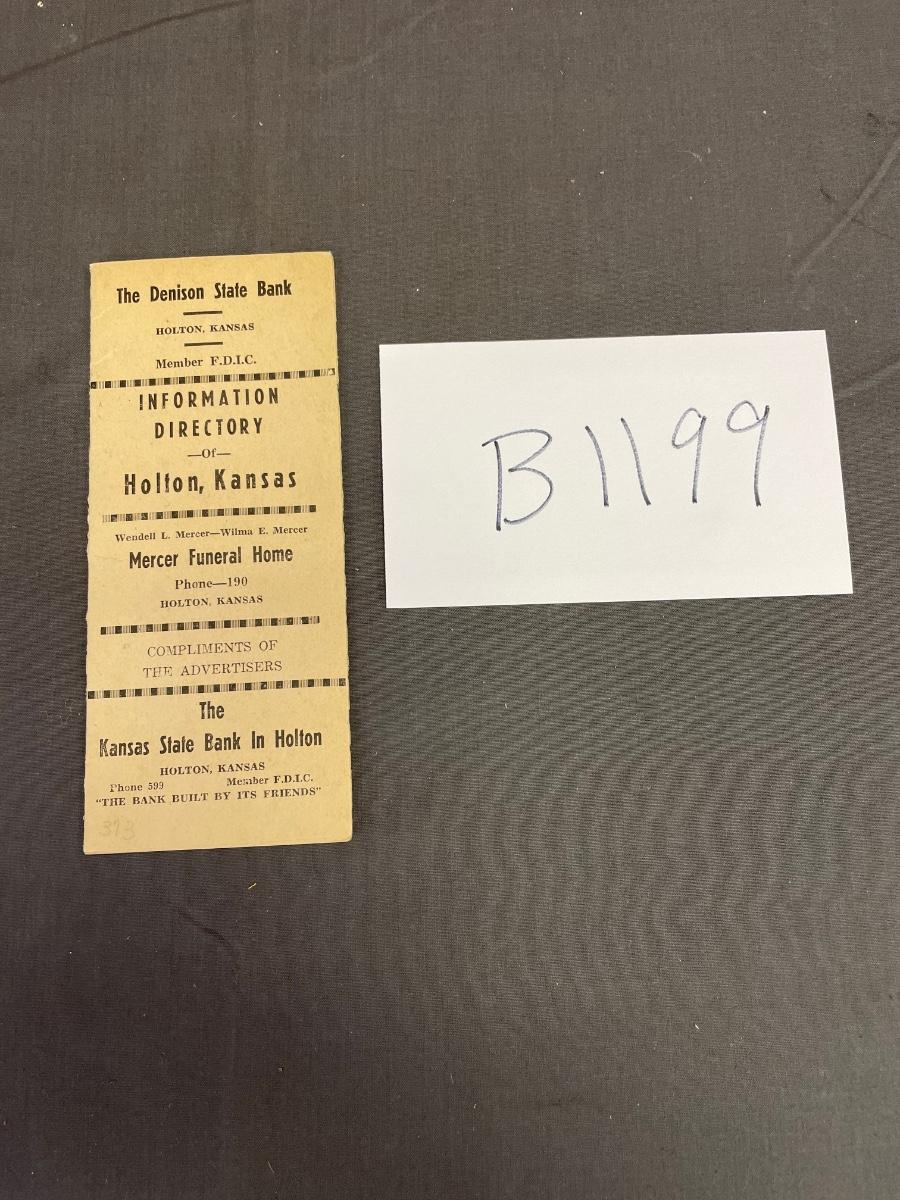 The Denison State Bank
HOLTON, KANSAS
Member F.D.I.C.
INFORMATION
DIRECTORY
—Of—
Holton, Kansas
Wendell L. Mercer—Wilma E. Mercer
Mercer Funeral Home
Phone—190
HOLTON, KANSAS
COMPLIMENTS OF
THE ADVERTISERS
The
Kansas State Bank In Holton
HOLTON, KANSAS
Phone 599 Member F.D.I.C.
"THE BANK BUILT BY ITS FRIENDS"
313
B1199